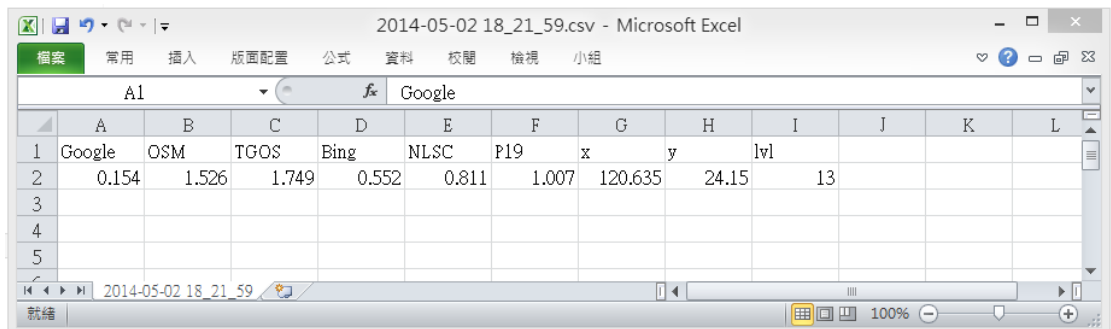 2014-05-02 18_21_59.csv - Microsoft Excel
檔案 常用 插入 版面配置 公式 資料 校閱 檢視 小組
A1 fx Google
A B C D E F G H I J K L
1 Google OSM TGOS Bing NLSC P19 x y lvl
2 0.154 1.526 1.749 0.552 0.811 1.007 120.635 24.15 13
3
4
5
2014-05-02 18_21_59
就緒 100%